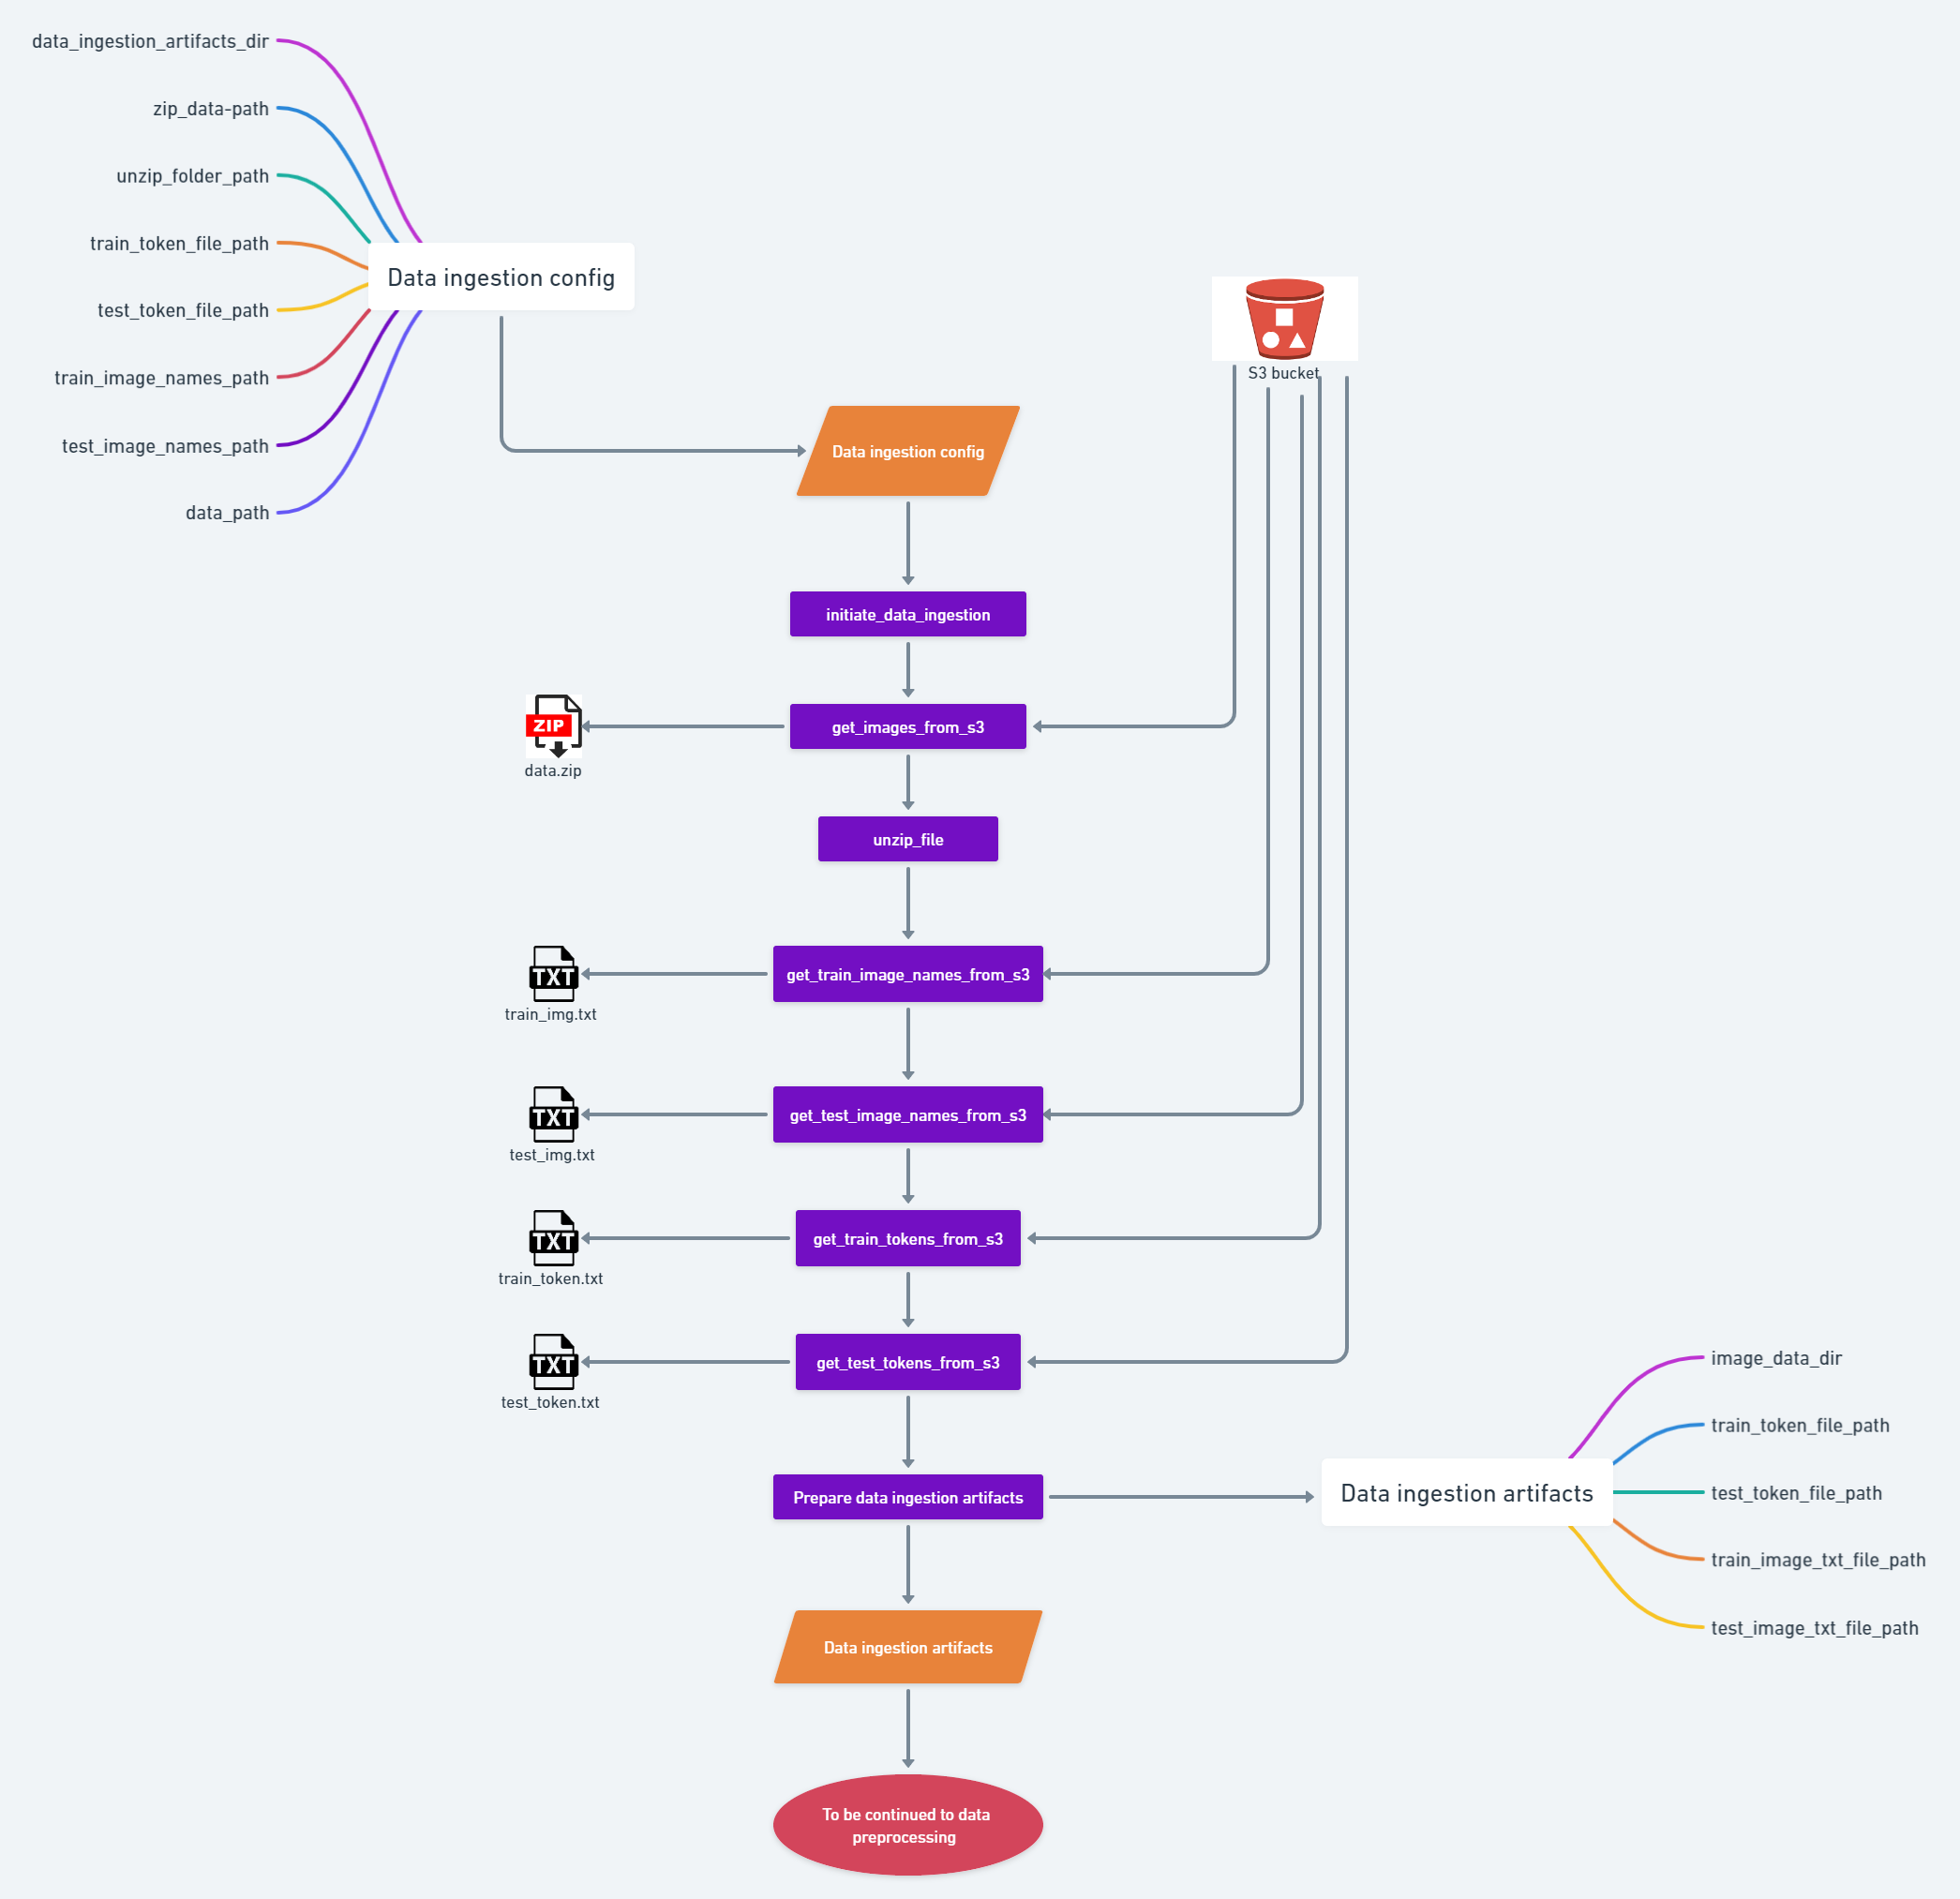 data_ingestion_artifacts_dir
zip_data-path
unzip_folder_path
train_token_file_path
test_token_file_path
train_image_names_path
test_image_names_path
data_path
Data ingestion config
S3 bucket
Data ingestion config
initiate_data_ingestion
get_images_from_s3
ZIP
data.zip
unzip_file
get_train_image_names_from_s3
TXT
train_img.txt
get_test_image_names_from_s3
TXT
test_img.txt
get_train_tokens_from_s3
TXT
train_token.txt
get_test_tokens_from_s3
TXT
test_token.txt
Prepare data ingestion artifacts
Data ingestion artifacts
image_data_dir
train_token_file_path
test_token_file_path
train_image_txt_file_path
test_image_txt_file_path
Data ingestion artifacts
To be continued to data
preprocessing